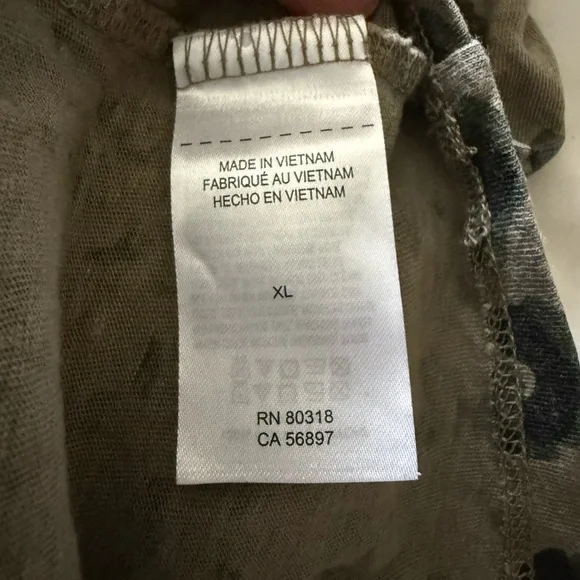 MADE IN VIETNAM
FABRIQUÉ AU VIETNAM
HECHO EN VIETNAM
XL
RN 80318
CA 56897